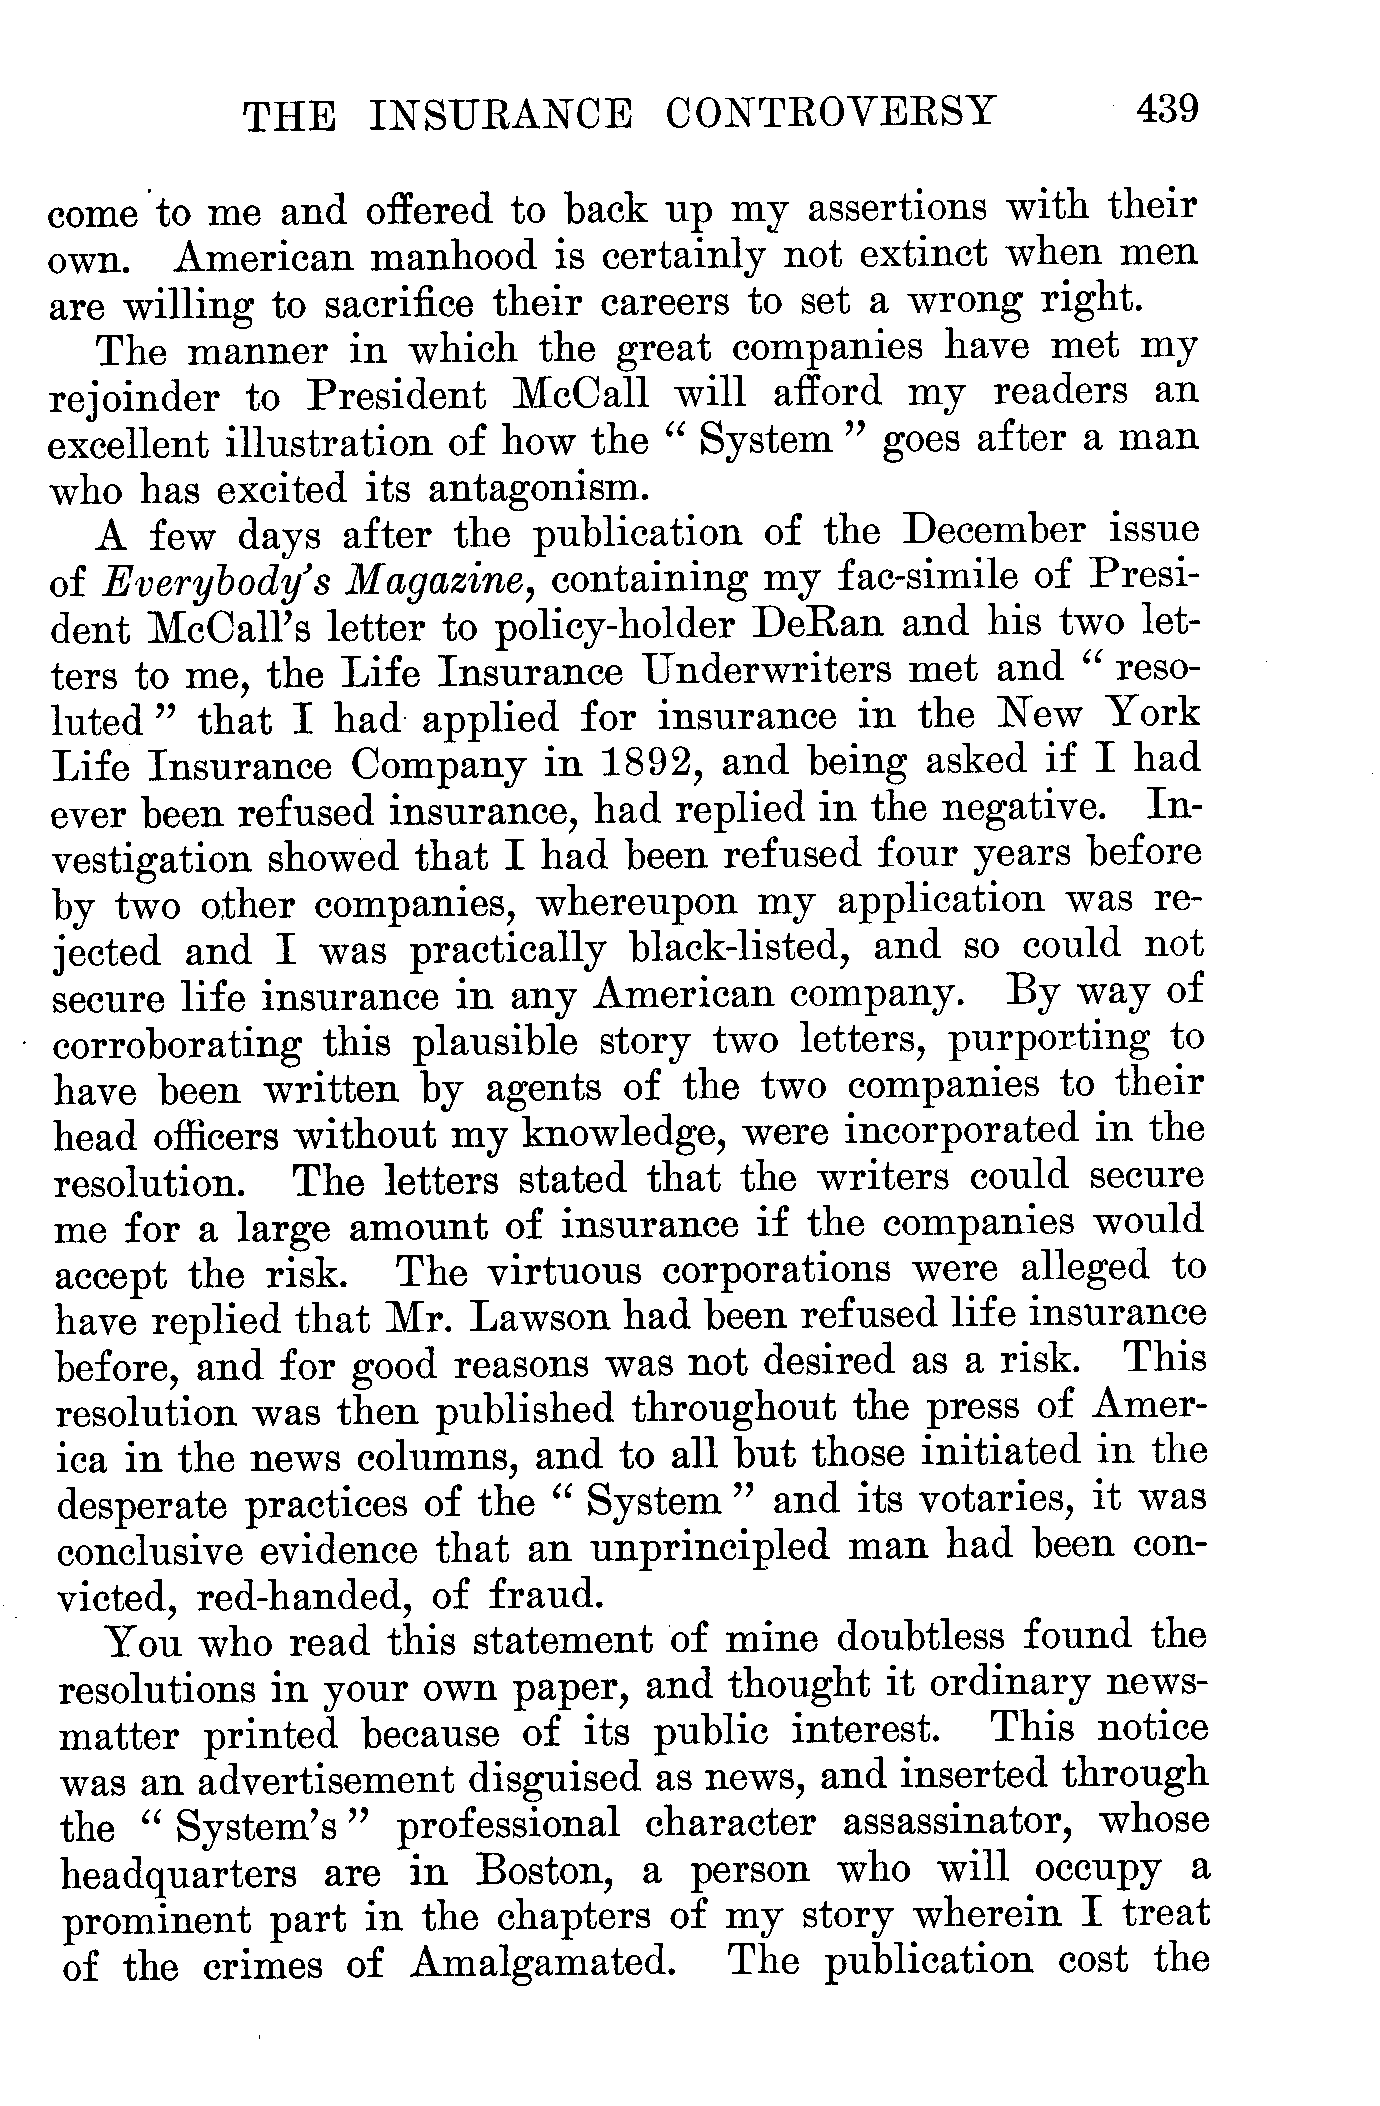 THE INSURANCE CONTROVERSY 439
come to me and offered to back up my assertions with their
own. American manhood is certainly not extinct when men
are willing to sacrifice their careers to set a wrong right.
The manner in which the great companies have met my
rejoinder to President McCall will afford my readers an
excellent illustration of how the “ System ” goes after a man
who has excited its antagonism.
A few days after the publication of the December issue
of Everybody’s Magazine, containing my fac-simile of Presi-
dent McCall’s letter to policy-holder DeRan and his two let-
ters to me, the Life Insurance Underwriters met and “ reso-
luted ” that I had applied for insurance in the New York
Life Insurance Company in 1892, and being asked if I had
ever been refused insurance, had replied in the negative. In-
vestigation showed that I had been refused four years before
by two other companies, whereupon my application was re-
jected and I was practically black-listed, and so could not
secure life insurance in any American company. By way of
corroborating this plausible story two letters, purporting to
have been written by agents of the two companies to their
head officers without my knowledge, were incorporated in the
resolution. The letters stated that the writers could secure
me for a large amount of insurance if the companies would
accept the risk. The virtuous corporations were alleged to
have replied that Mr. Lawson had been refused life insurance
before, and for good reasons was not desired as a risk. This
resolution was then published throughout the press of Amer-
ica in the news columns, and to all but those initiated in the
desperate practices of the “ System ” and its votaries, it was
conclusive evidence that an unprincipled man had been con-
victed, red-handed, of fraud.
You who read this statement of mine doubtless found the
resolutions in your own paper, and thought it ordinary news-
matter printed because of its public interest. This notice
was an advertisement disguised as news, and inserted through
the “ System’s ” professional character assassinator, whose
headquarters are in Boston, a person who will occupy a
prominent part in the chapters of my story wherein I treat
of the crimes of Amalgamated. The publication cost the